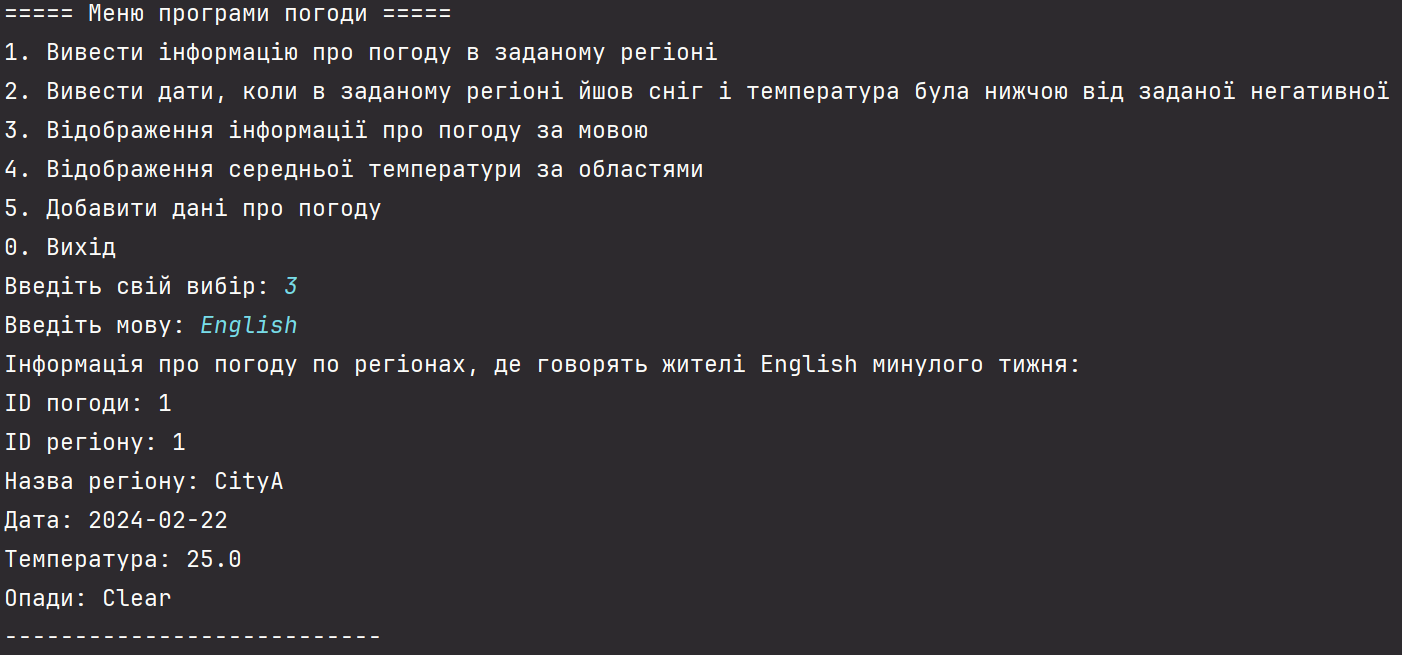 ===== Меню програми погоди =====
1. Вивести інформацію про погоду в заданому регіоні
2. Вивести дати, коли в заданому регіоні йшов сніг і температура була нижчою від заданої негативної
3. Відображення інформації про погоду за мовою
4. Відображення середньої температури за областями
5. Добавити дані про погоду
0. Вихід
Введіть свій вибір: 3
Введіть мову: English
Інформація про погоду по регіонах, де говорять жителі English минулого тижня:
ID погоди: 1
ID регіону: 1
Назва регіону: CityA
Дата: 2024-02-22
Температура: 25.0
Опади: Clear
---------------------------